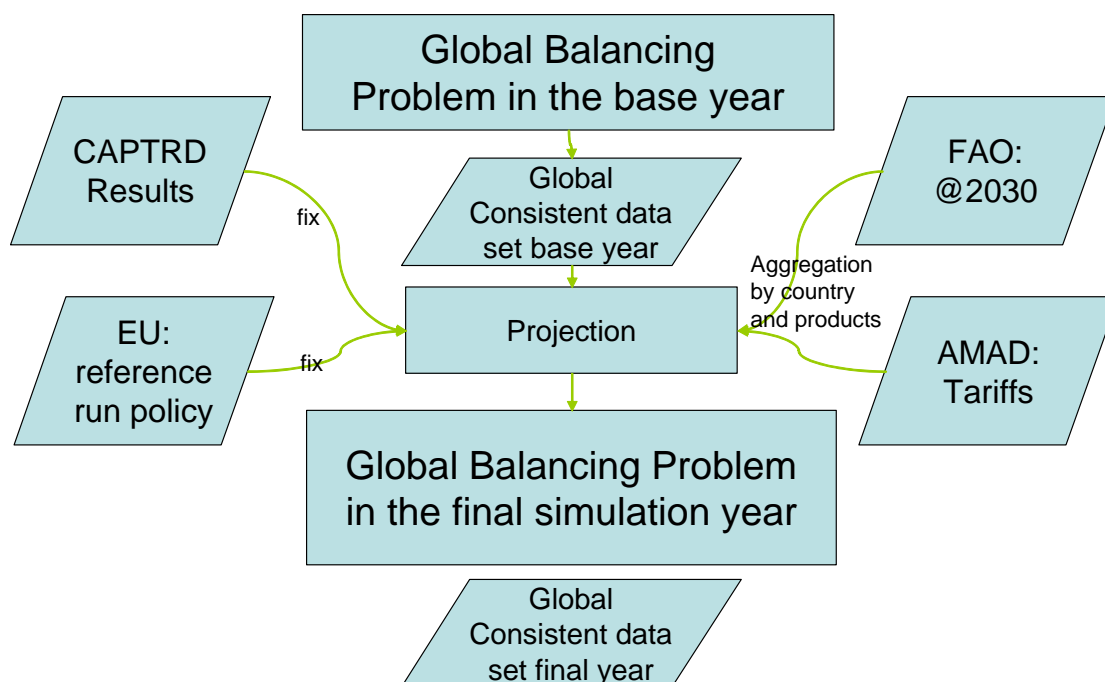 Global Balancing
Problem in the base year
CAPTRD
Results
FAO:
@2030
Global
Consistent data
set base year
fix
Aggregation
by country
and products
Projection
EU:
reference
run policy
fix
AMAD:
Tariffs
Global Balancing Problem
in the final simulation year
Global
Consistent data
set final year